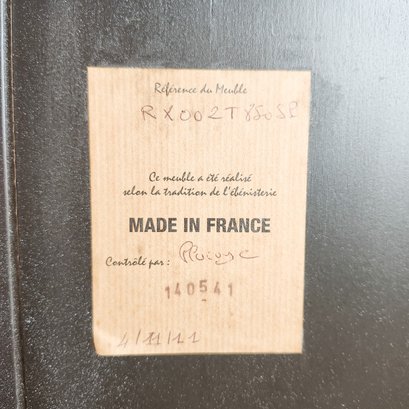 Référence du Meuble
RX002T
Ce meuble a été réalisé
selon la tradition de l'ébénisterie
MADE IN FRANCE
Contrôlé par :
140541
4/11/11